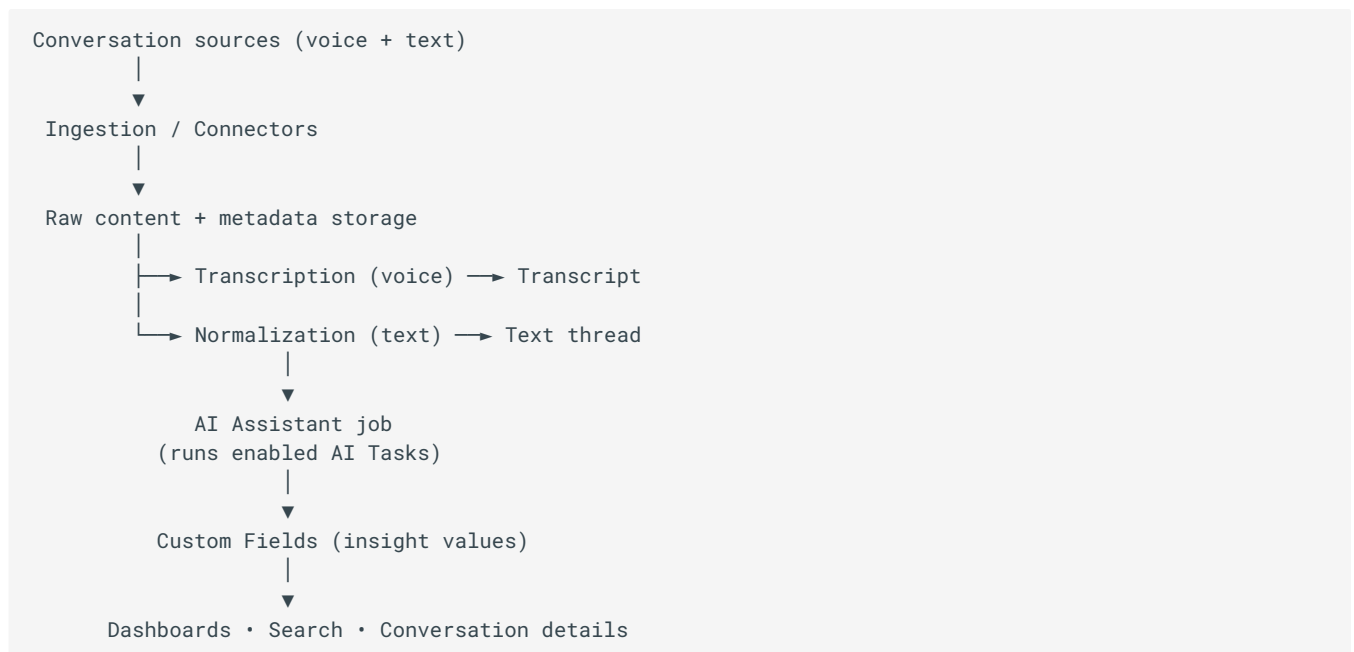 Conversation sources (voice + text)
│
▼
Ingestion / Connectors
│
▼
Raw content + metadata storage
│
├──► Transcription (voice) ──► Transcript
│
└──► Normalization (text) ──► Text thread
│
▼
AI Assistant job
(runs enabled AI Tasks)
│
▼
Custom Fields (insight values)
│
▼
Dashboards • Search • Conversation details